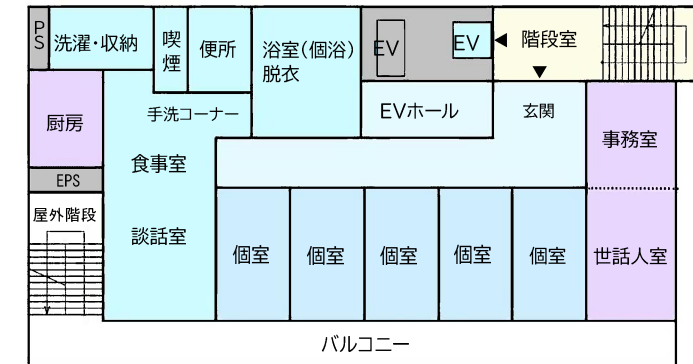 PS
洗濯・収納
喫煙
便所
浴室(個浴)
脱衣
EV
EV
階段室
厨房
手洗コーナー
EVホール
玄関
事務室
食事室
EPS
屋外階段
談話室
個室
個室
個室
個室
個室
世話人室
バルコニー